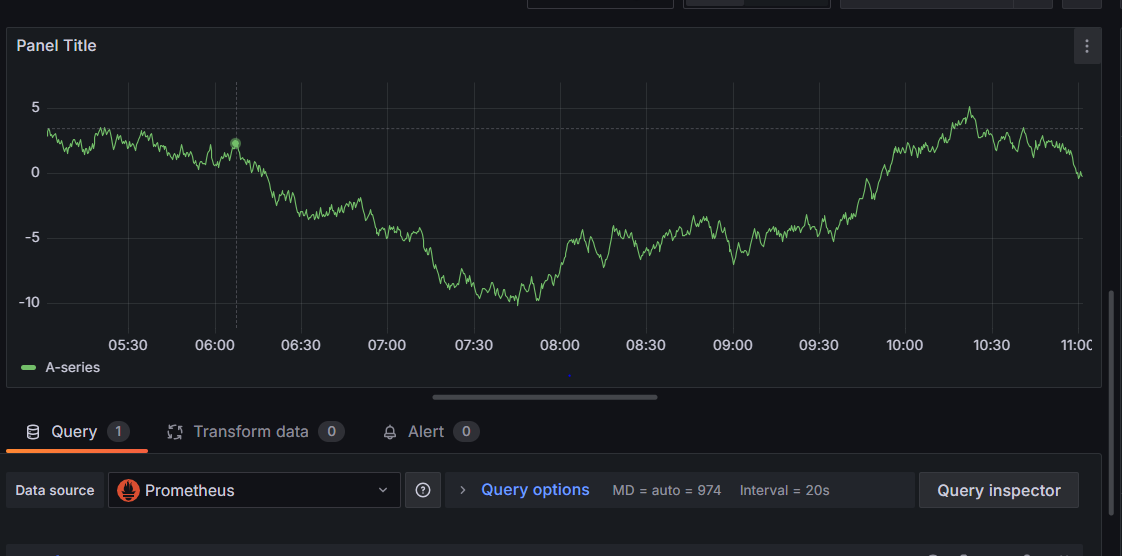 Panel Title
5
0
-5
-10
05:30 06:00 06:30 07:00 07:30 08:00 08:30 09:00 09:30 10:00 10:30 11:00
A-series
Query 1 Transform data 0 Alert 0
Data source Prometheus Query options MD = auto = 974 Interval = 20s Query inspector